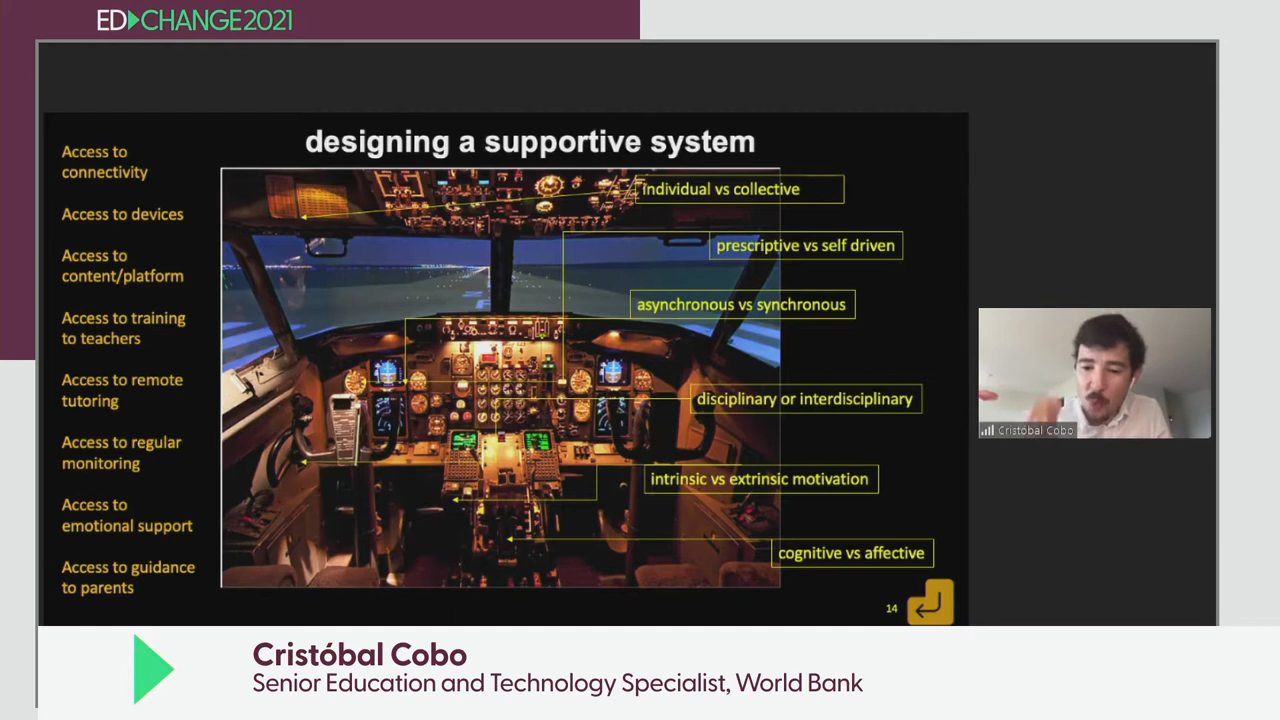 ED▶CHANGE2021
designing a supportive system
Access to
connectivity
Access to devices
Access to
content/platform
Access to training
to teachers
Access to remote
tutoring
Access to regular
monitoring
Access to
emotional support
Access to guidance
to parents
individual vs collective
prescriptive vs self driven
asynchronous vs synchronous
disciplinary or interdisciplinary
intrinsic vs extrinsic motivation
cognitive vs affective
14
Cristóbal Cobo
Cristóbal Cobo
Senior Education and Technology Specialist, World Bank